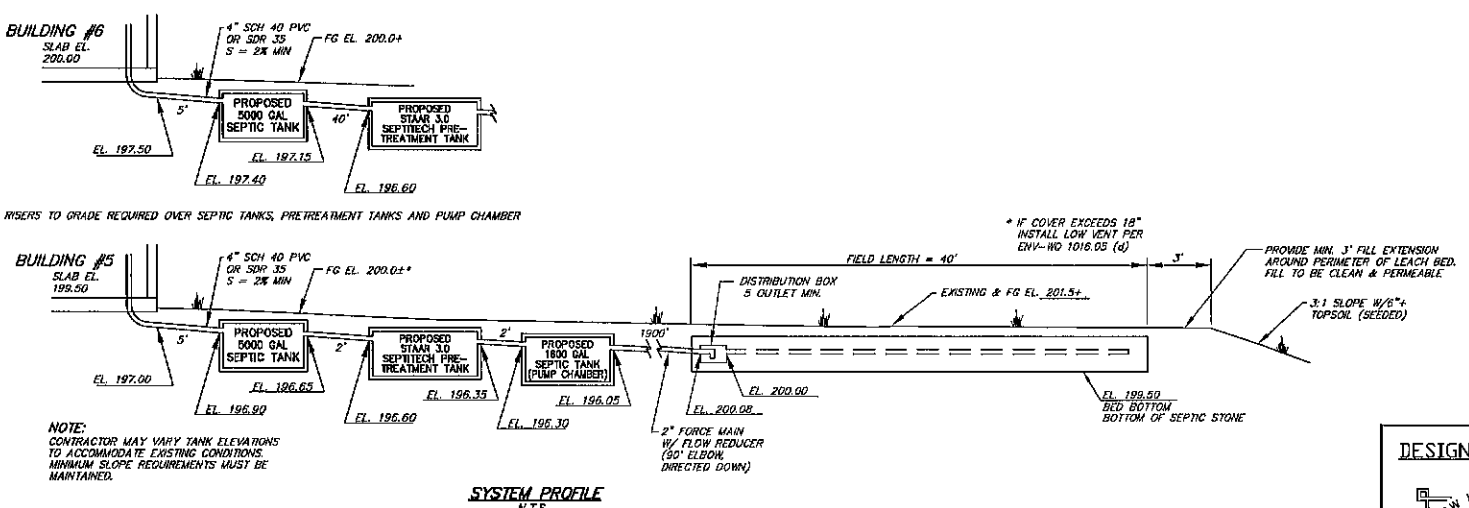 BUILDING #6
SLAB EL.
200.00
4" SCH 40 PVC
OR SDR 35
S = 2% MIN
FG EL. 200.0+
5'
PROPOSED
5000 GAL
SEPTIC TANK
40'
PROPOSED
STAAR 3.0
SEPTITECH PRE-
TREATMENT TANK
EL. 197.50
EL. 197.40
EL. 197.15
EL. 196.60
RISERS TO GRADE REQUIRED OVER SEPTIC TANKS, PRETREATMENT TANKS AND PUMP CHAMBER
BUILDING #5
SLAB EL.
199.50
4" SCH 40 PVC
OR SDR 35
S = 2% MIN
FG EL. 200.0±*
5'
PROPOSED
5000 GAL
SEPTIC TANK
2'
PROPOSED
STAAR 3.0
SEPTITECH PRE-
TREATMENT TANK
2'
PROPOSED
1600 GAL
SEPTIC TANK
(PUMP CHAMBER)
1900'
EL. 197.00
EL. 196.90
EL. 196.65
EL. 196.60
EL. 196.35
EL. 196.30
EL. 196.05
2" FORCE MAIN
W/ FLOW REDUCER
(90° ELBOW,
DIRECTED DOWN)
EL. 200.08
EL. 200.00
DISTRIBUTION BOX
5 OUTLET MIN.
FIELD LENGTH = 40'
EXISTING & FG EL. 201.5+
* IF COVER EXCEEDS 18"
INSTALL LOW VENT PER
ENV-WQ 1016.05 (d)
3'
PROVIDE MIN. 3' FILL EXTENSION
AROUND PERIMETER OF LEACH BED.
FILL TO BE CLEAN & PERMEABLE
3:1 SLOPE W/6"+
TOPSOIL (SEEDED)
EL. 199.50
BED BOTTOM
BOTTOM OF SEPTIC STONE
NOTE:
CONTRACTOR MAY VARY TANK ELEVATIONS
TO ACCOMMODATE EXISTING CONDITIONS.
MINIMUM SLOPE REQUIREMENTS MUST BE
MAINTAINED.
SYSTEM PROFILE
N.T.S.
DESIGN